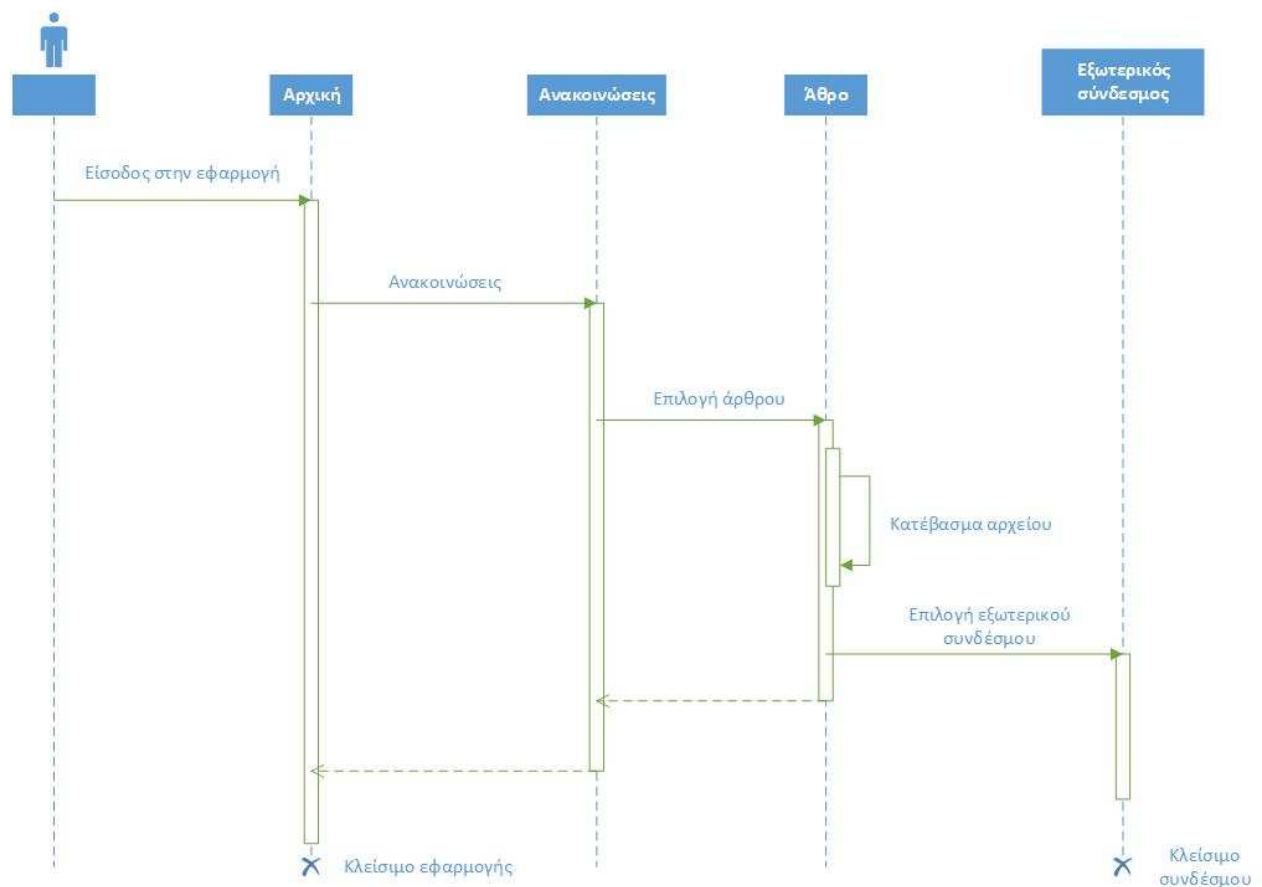 Αρχική
Ανακοινώσεις
Άθρο
Εξωτερικός
σύνδεσμος
Είσοδος στην εφαρμογή
Ανακοινώσεις
Επιλογή άρθρου
Κατέβασμα αρχείου
Επιλογή εξωτερικού
συνδέσμου
Κλείσιμο εφαρμογής
Κλείσιμο
συνδέσμου